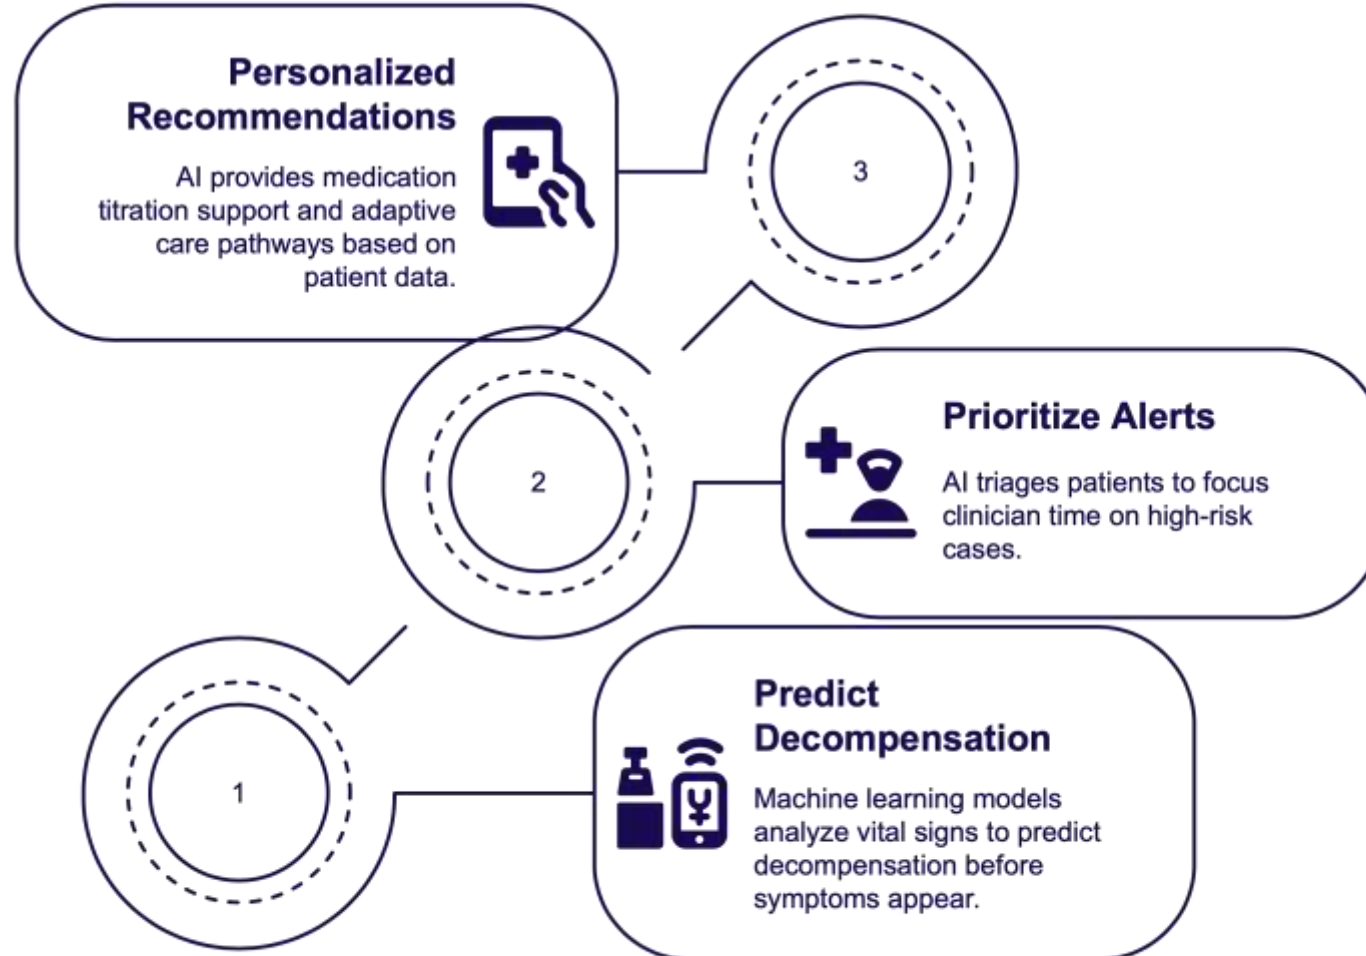 Personalized
Recommendations
AI provides medication
titration support and adaptive
care pathways based on
patient data.
3
2
Prioritize Alerts
AI triages patients to focus
clinician time on high-risk
cases.
1
Predict
Decompensation
Machine learning models
analyze vital signs to predict
decompensation before
symptoms appear.